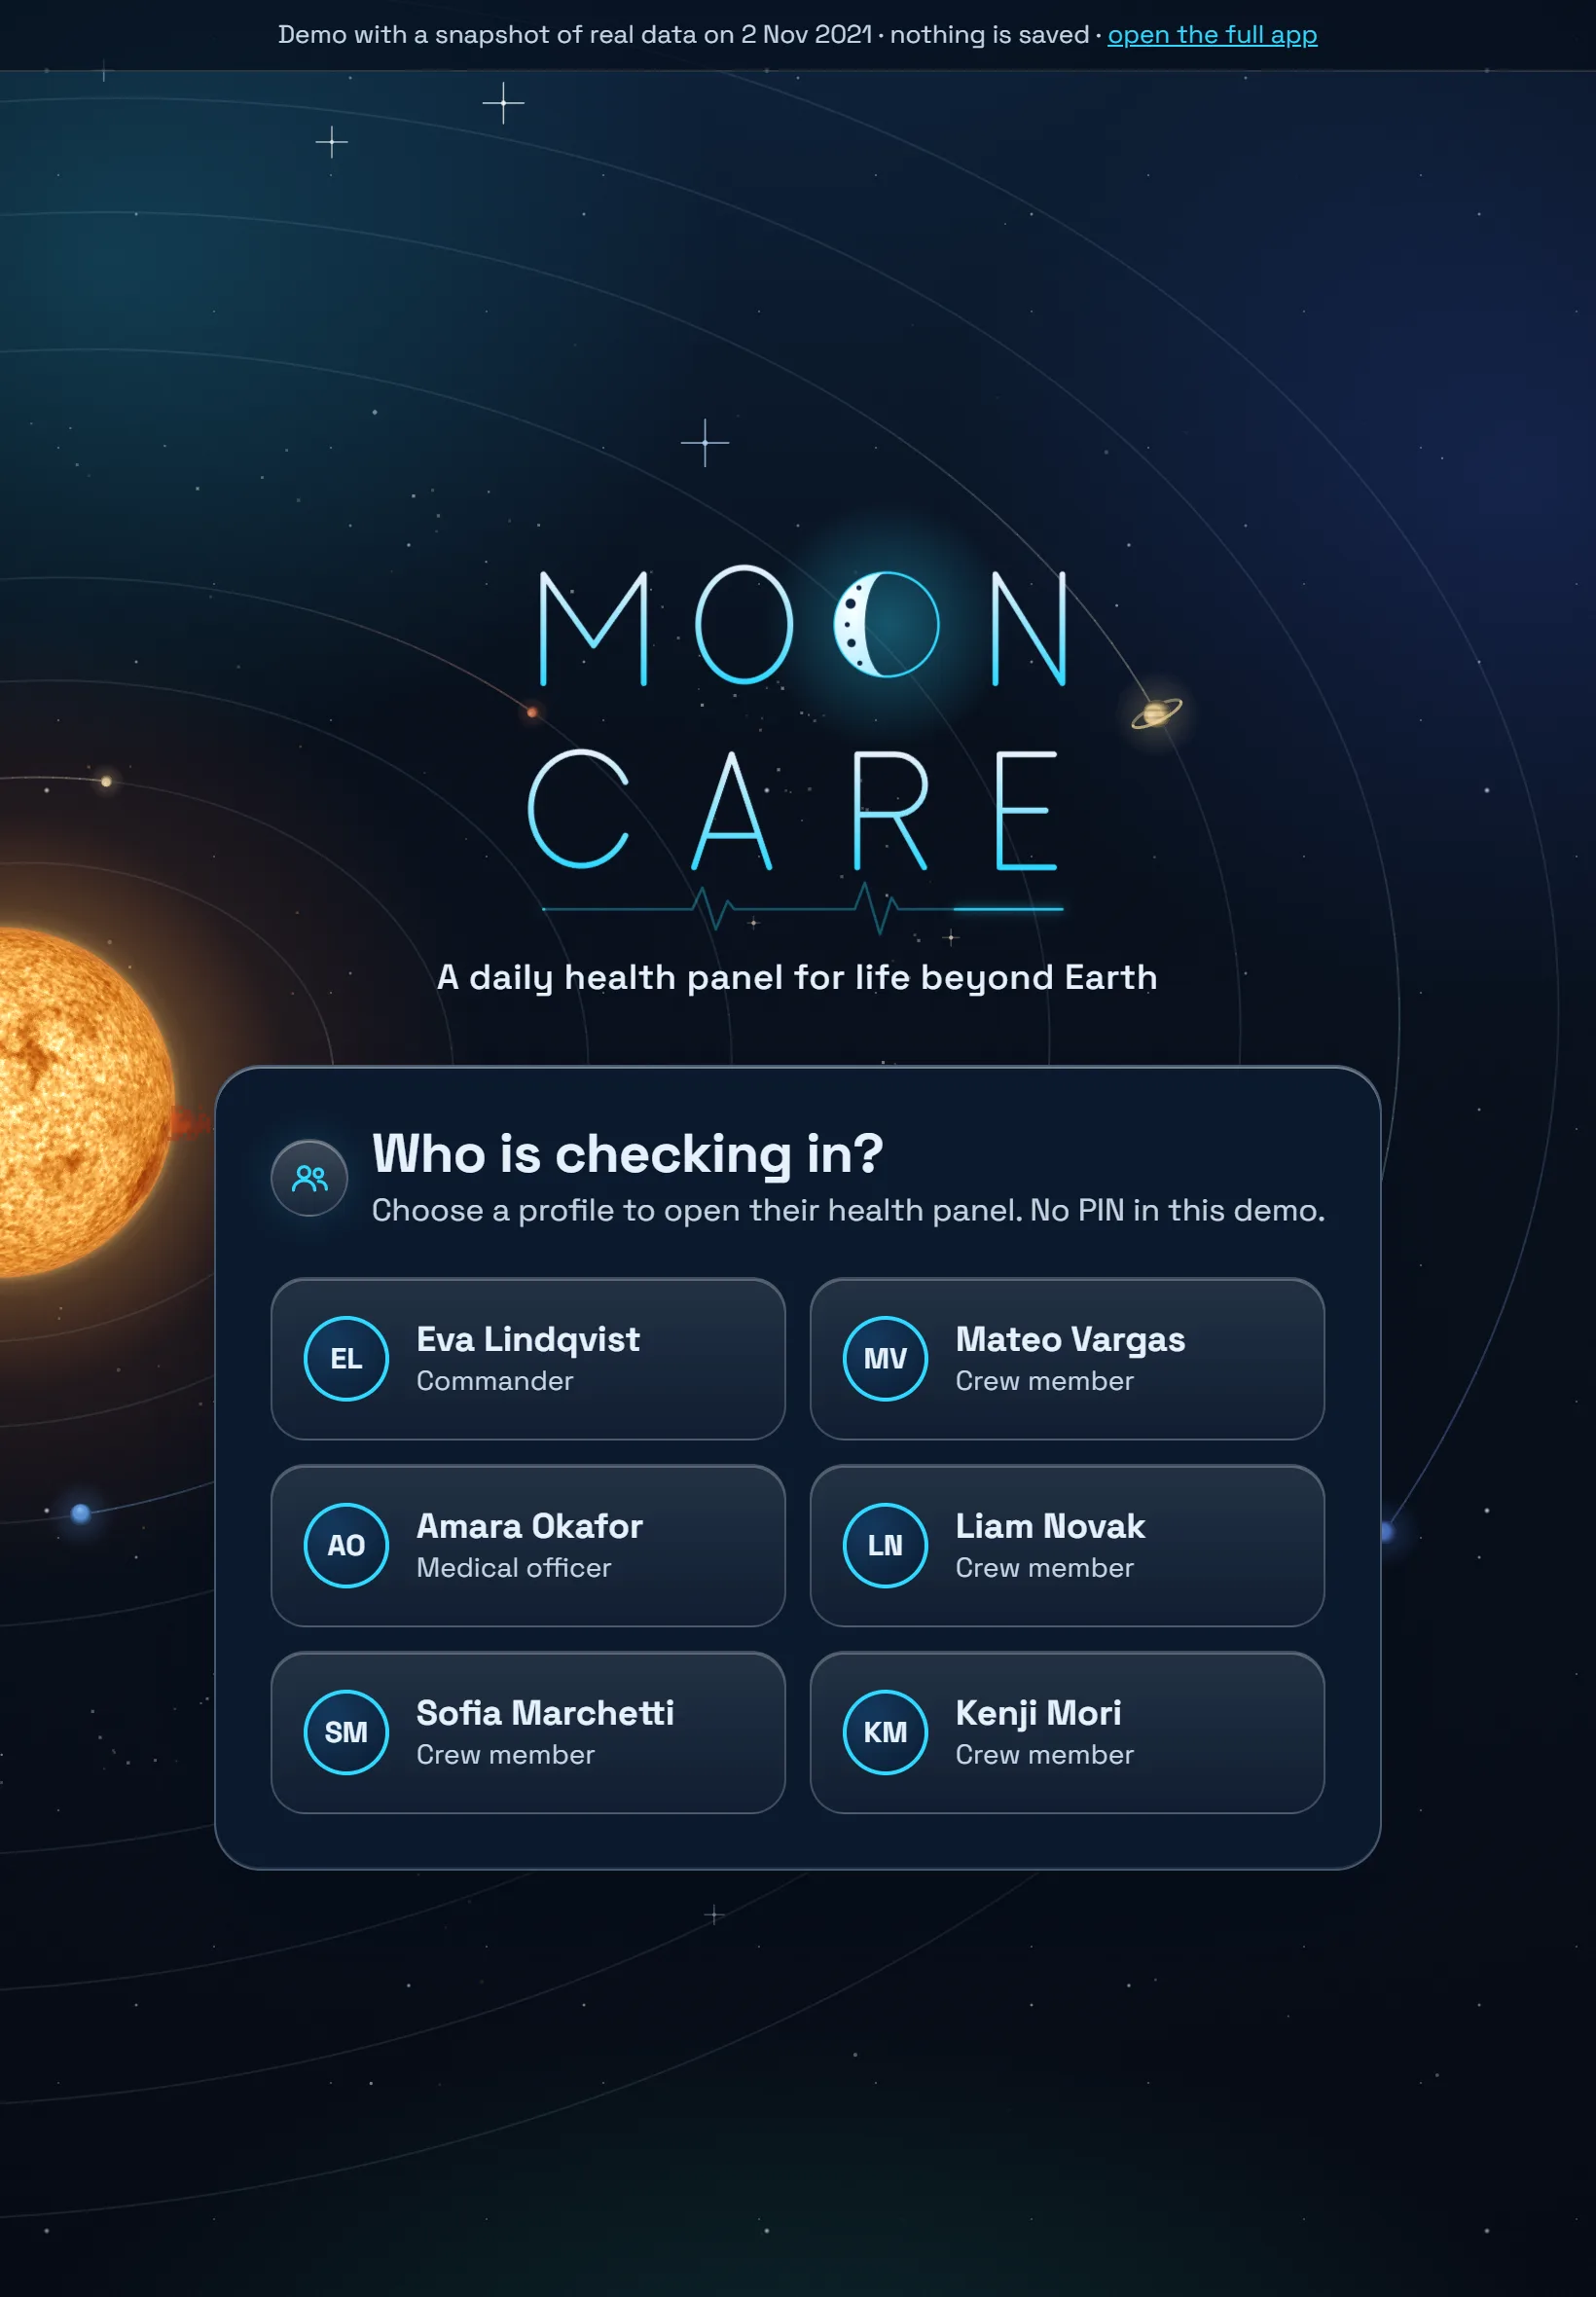 Demo with a snapshot of real data on 2 Nov 2021 · nothing is saved · open the full app
MOON
CARE
A daily health panel for life beyond Earth
Who is checking in?
Choose a profile to open their health panel. No PIN in this demo.
EL
Eva Lindqvist
Commander
MV
Mateo Vargas
Crew member
AO
Amara Okafor
Medical officer
LN
Liam Novak
Crew member
SM
Sofia Marchetti
Crew member
KM
Kenji Mori
Crew member